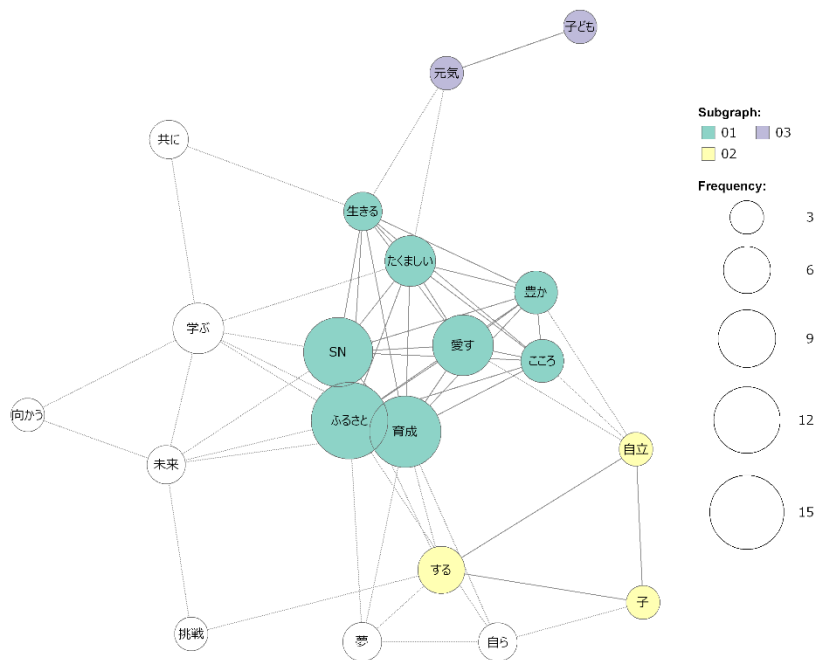 子ども
元気
共に
生きる
たくましい
豊か
学ぶ
SN
愛す
こころ
向かう
ふるさと
育成
未来
自立
する
子
挑戦
夢
自ら
Subgraph:
01 03
02
Frequency:
3
6
9
12
15